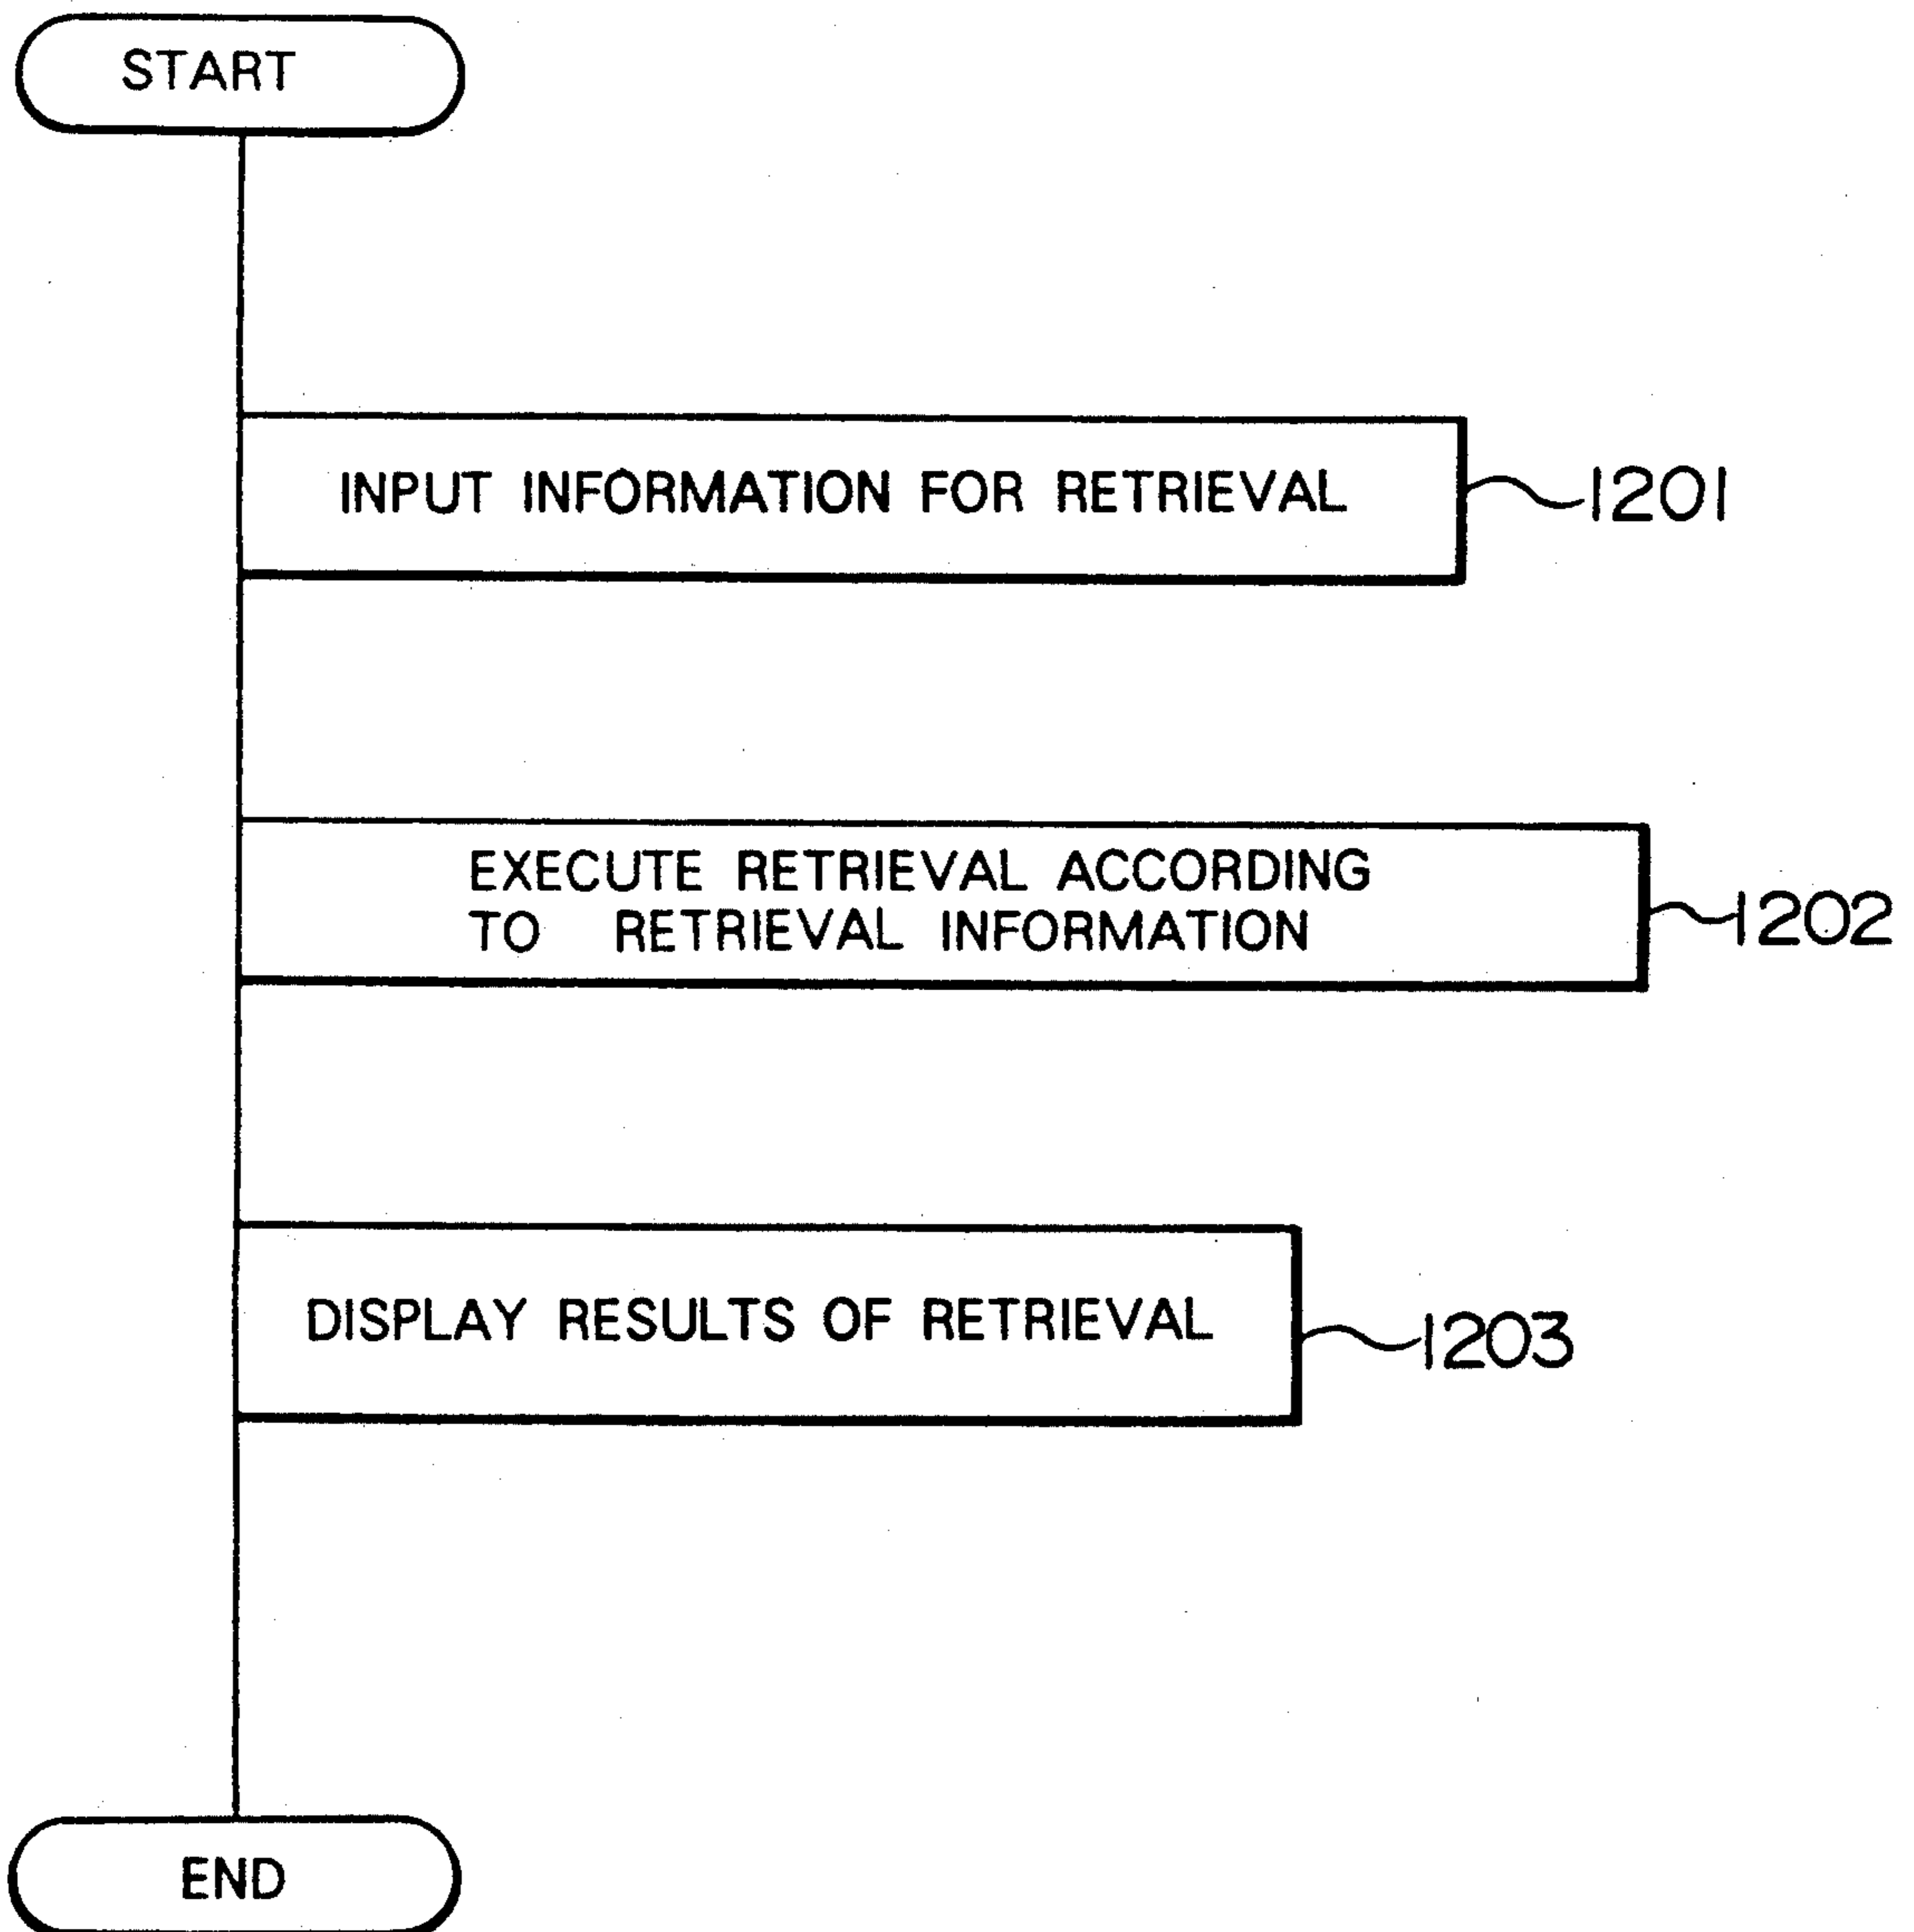 START
INPUT INFORMATION FOR RETRIEVAL
1201
EXECUTE RETRIEVAL ACCORDING
TO RETRIEVAL INFORMATION
1202
DISPLAY RESULTS OF RETRIEVAL
1203
END